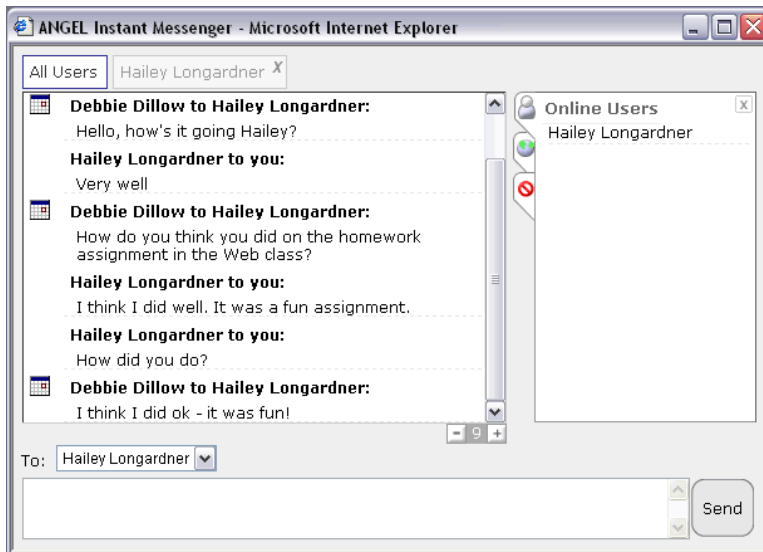 ANGEL Instant Messenger - Microsoft Internet Explorer
All Users
Hailey Longardner X
Debbie Dillow to Hailey Longardner:
Hello, how's it going Hailey?
Hailey Longardner to you:
Very well
Debbie Dillow to Hailey Longardner:
How do you think you did on the homework
assignment in the Web class?
Hailey Longardner to you:
I think I did well. It was a fun assignment.
Hailey Longardner to you:
How did you do?
Debbie Dillow to Hailey Longardner:
I think I did ok - it was fun!
- 9 +
Online Users X
Hailey Longardner
To: Hailey Longardner
Send